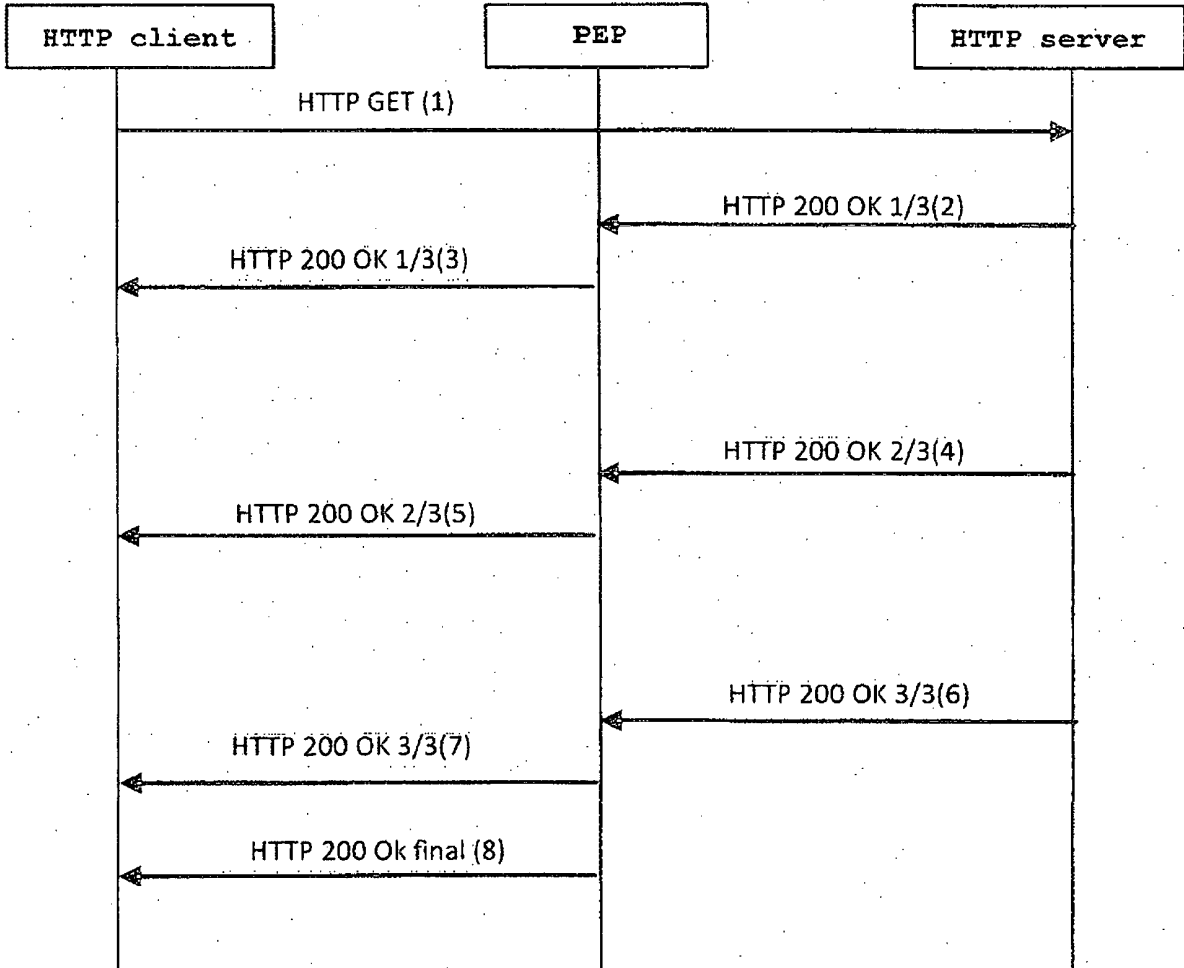 HTTP client
PEP
HTTP server
HTTP GET (1)
HTTP 200 OK 1/3(2)
HTTP 200 OK 1/3(3)
HTTP 200 OK 2/3(4)
HTTP 200 OK 2/3(5)
HTTP 200 OK 3/3(6)
HTTP 200 OK 3/3(7)
HTTP 200 Ok final (8)